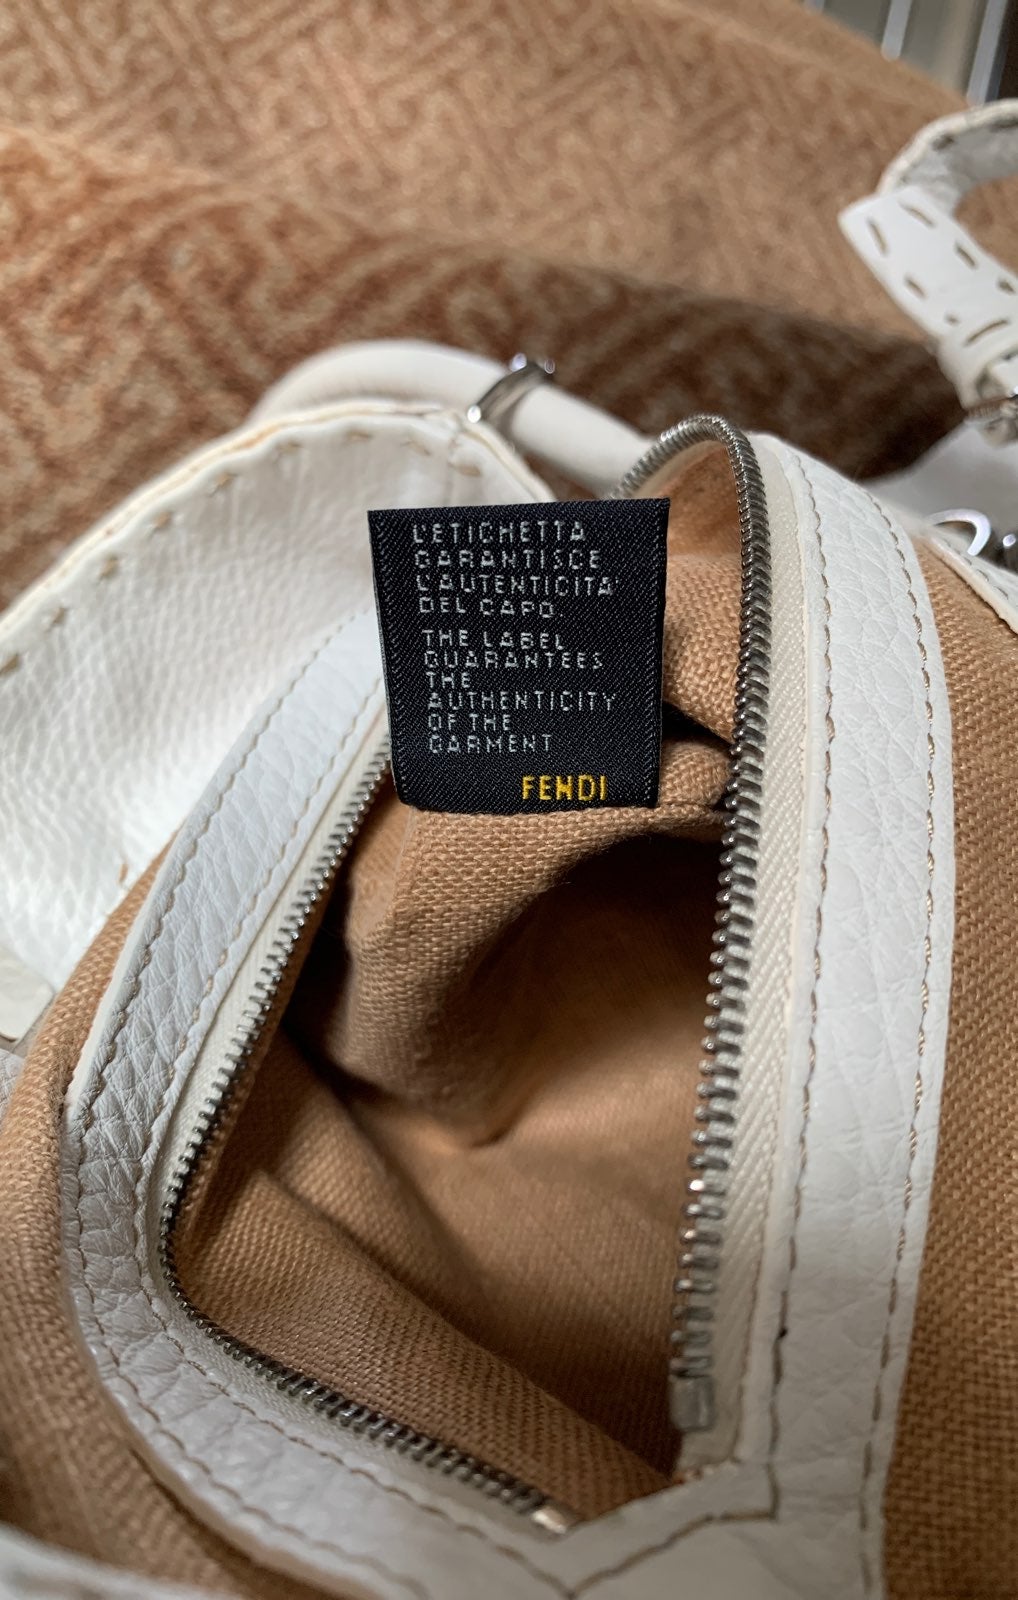 L'ETICHETTA
GARANTISCE
L'AUTENTICITA'
DEL CAPO.
THE LABEL
GUARANTEES
THE
AUTHENTICITY
OF THE
GARMENT
FENDI